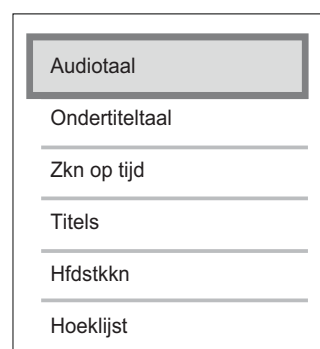 Audiotaal
Ondertiteltaal
Zkn op tijd
Titels
Hfdstkkn
Hoeklijst